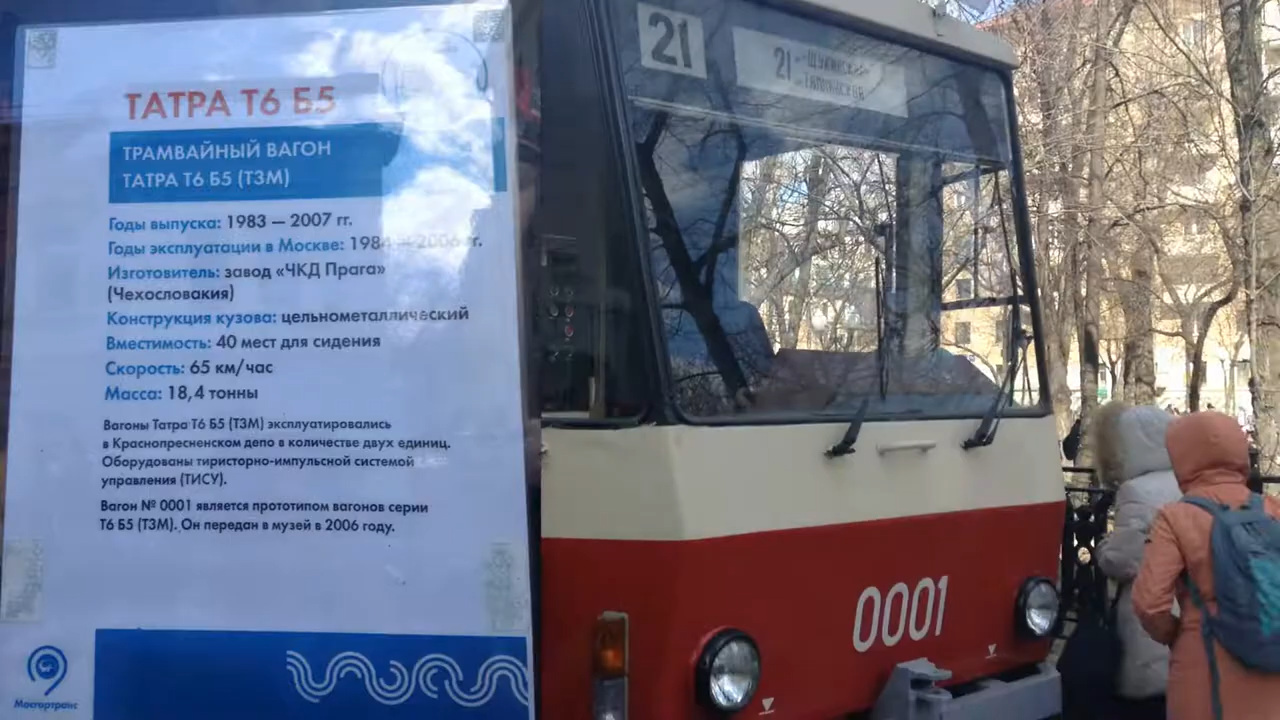 ТАТРА Т6 Б5
ТРАМВАЙНЫЙ ВАГОН
ТАТРА Т6 Б5 (Т3М)
Годы выпуска: 1983 — 2007 гг.
Годы эксплуатации в Москве: 1984 — 2006 гг.
Изготовитель: завод «ЧКД Прага»
(Чехословакия)
Конструкция кузова: цельнометаллический
Вместимость: 40 мест для сидения
Скорость: 65 км/час
Масса: 18,4 тонны
Вагоны Татра Т6 Б5 (Т3М) эксплуатировались
в Краснопресненском депо в количестве двух единиц.
Оборудованы тиристорно-импульсной системой
управления (ТИСУ).
Вагон № 0001 является прототипом вагонов серии
Т6 Б5 (Т3М). Он передан в музей в 2006 году.
Мосгортранс
21
21
0001